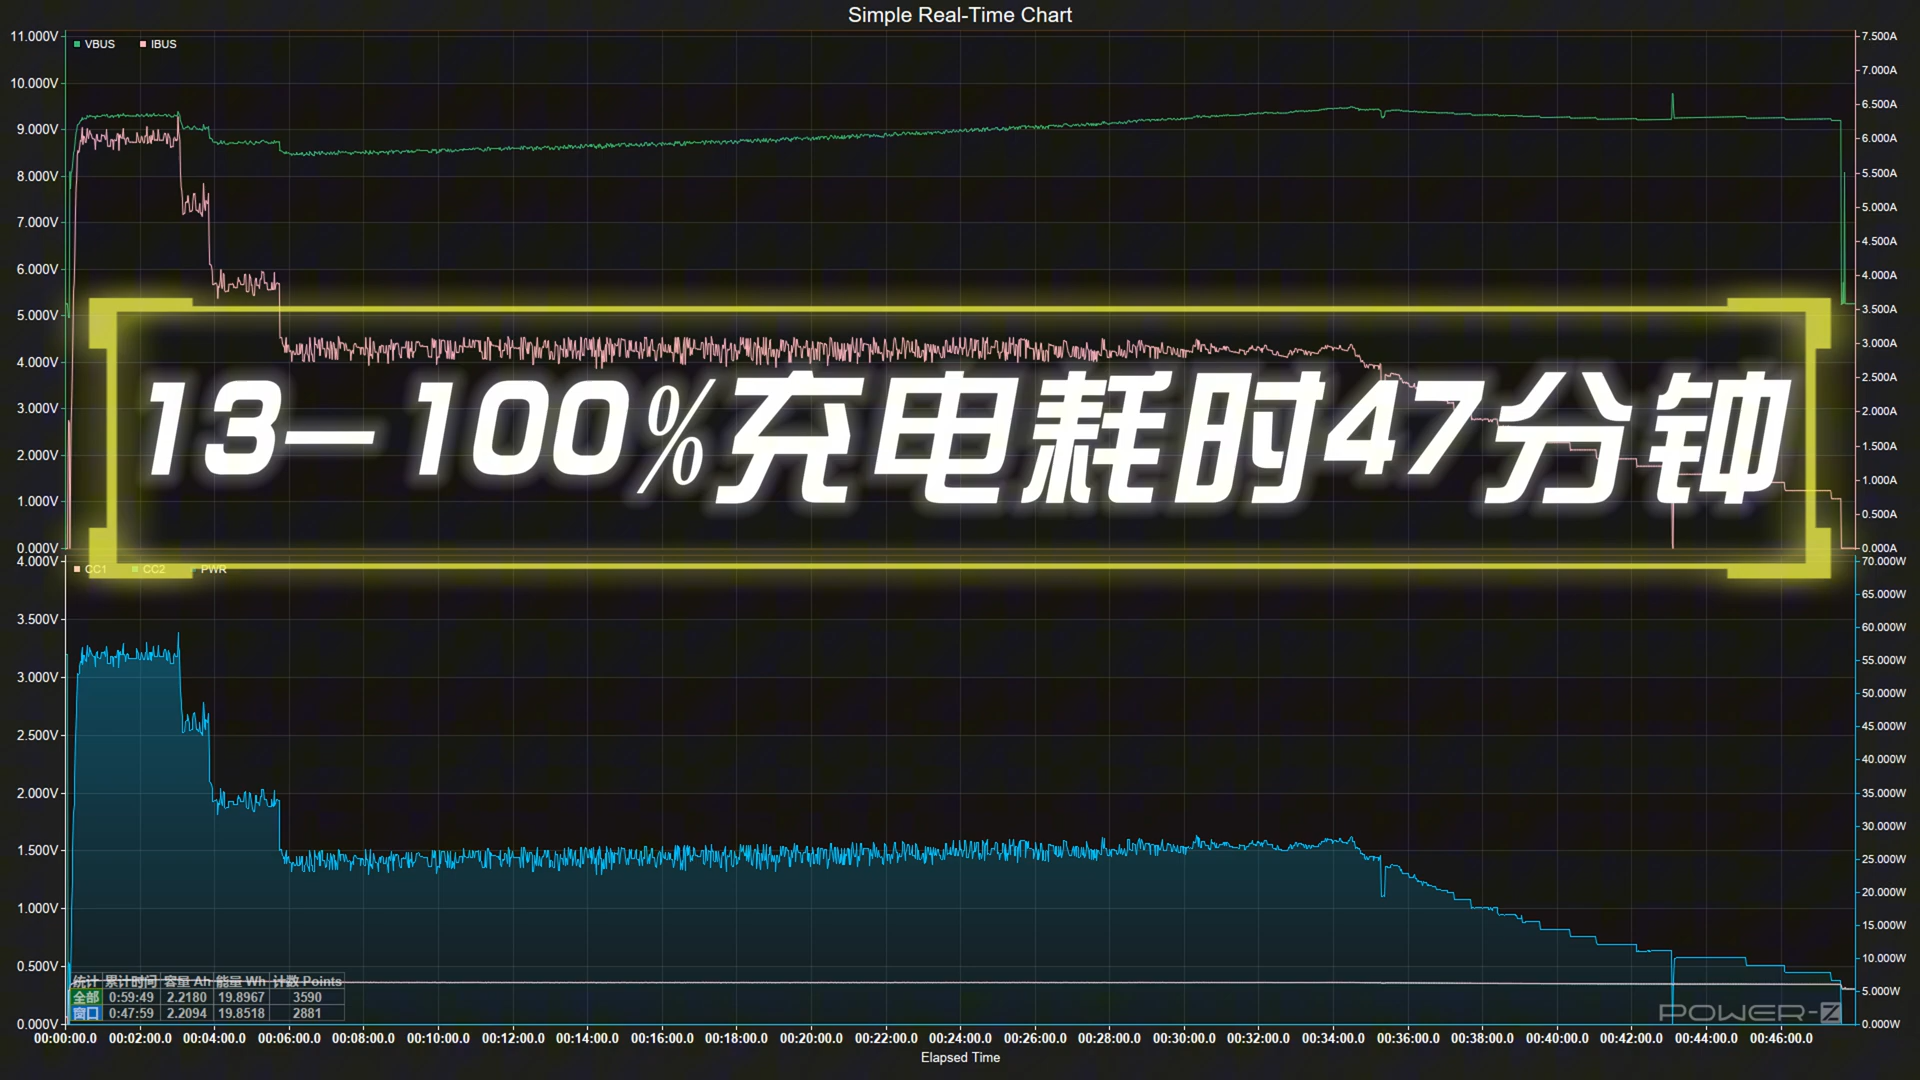 Simple Real-Time Chart
VBUS IBUS
11.000V
10.000V
9.000V
8.000V
7.000V
6.000V
5.000V
4.000V
3.000V
2.000V
1.000V
0.000V
7.500A
7.000A
6.500A
6.000A
5.500A
5.000A
4.500A
4.000A
3.500A
3.000A
2.500A
2.000A
1.500A
1.000A
0.500A
0.000A
13—100%充电耗时47分钟
CC1 CC2 PWR
4.000V
3.500V
3.000V
2.500V
2.000V
1.500V
1.000V
0.500V
0.000V
70.000W
65.000W
60.000W
55.000W
50.000W
45.000W
40.000W
35.000W
30.000W
25.000W
20.000W
15.000W
10.000W
5.000W
0.000W
统计 累计时间 容量 Ah 能量 Wh 计数 Points
全部 0:59:49 2.2180 19.8967 3590
窗口 0:47:59 2.2094 19.8518 2881
POWER-Z
00:00:00.0 00:02:00.0 00:04:00.0 00:06:00.0 00:08:00.0 00:10:00.0 00:12:00.0 00:14:00.0 00:16:00.0 00:18:00.0 00:20:00.0 00:22:00.0 00:24:00.0 00:26:00.0 00:28:00.0 00:30:00.0 00:32:00.0 00:34:00.0 00:36:00.0 00:38:00.0 00:40:00.0 00:42:00.0 00:44:00.0 00:46:00.0
Elapsed Time